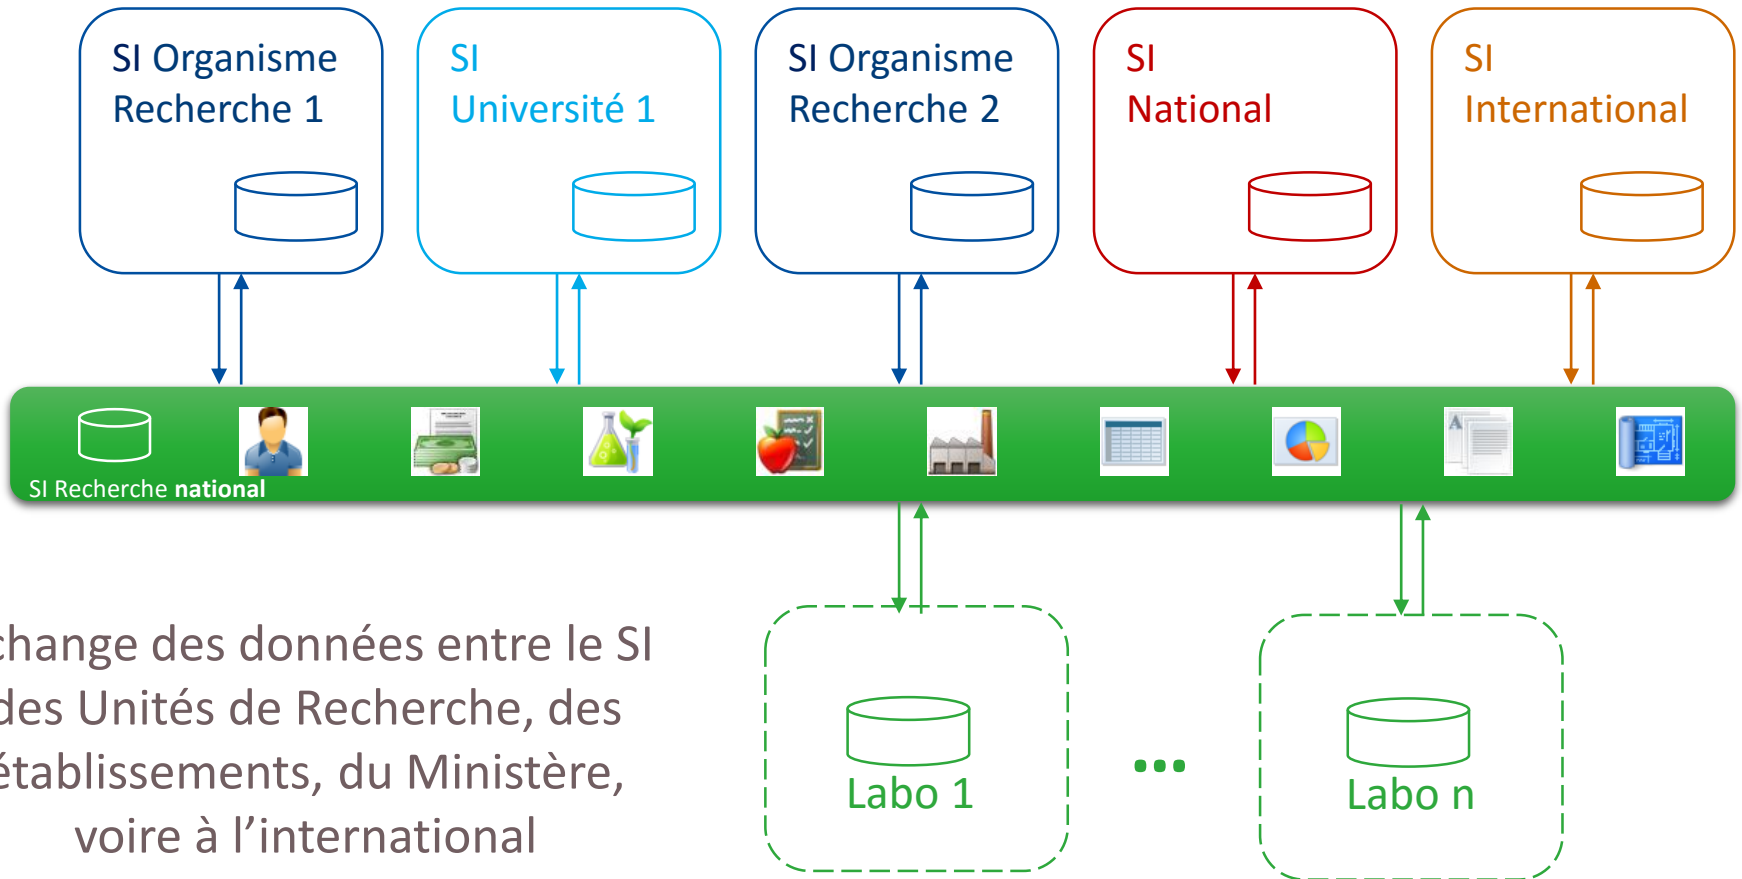 SI Organisme
Recherche 1
SI
Université 1
SI Organisme
Recherche 2
SI
National
SI
International
SI Recherche national
change des données entre le SI
des Unités de Recherche, des
établissements, du Ministère,
voire à l’international
Labo 1
...
Labo n